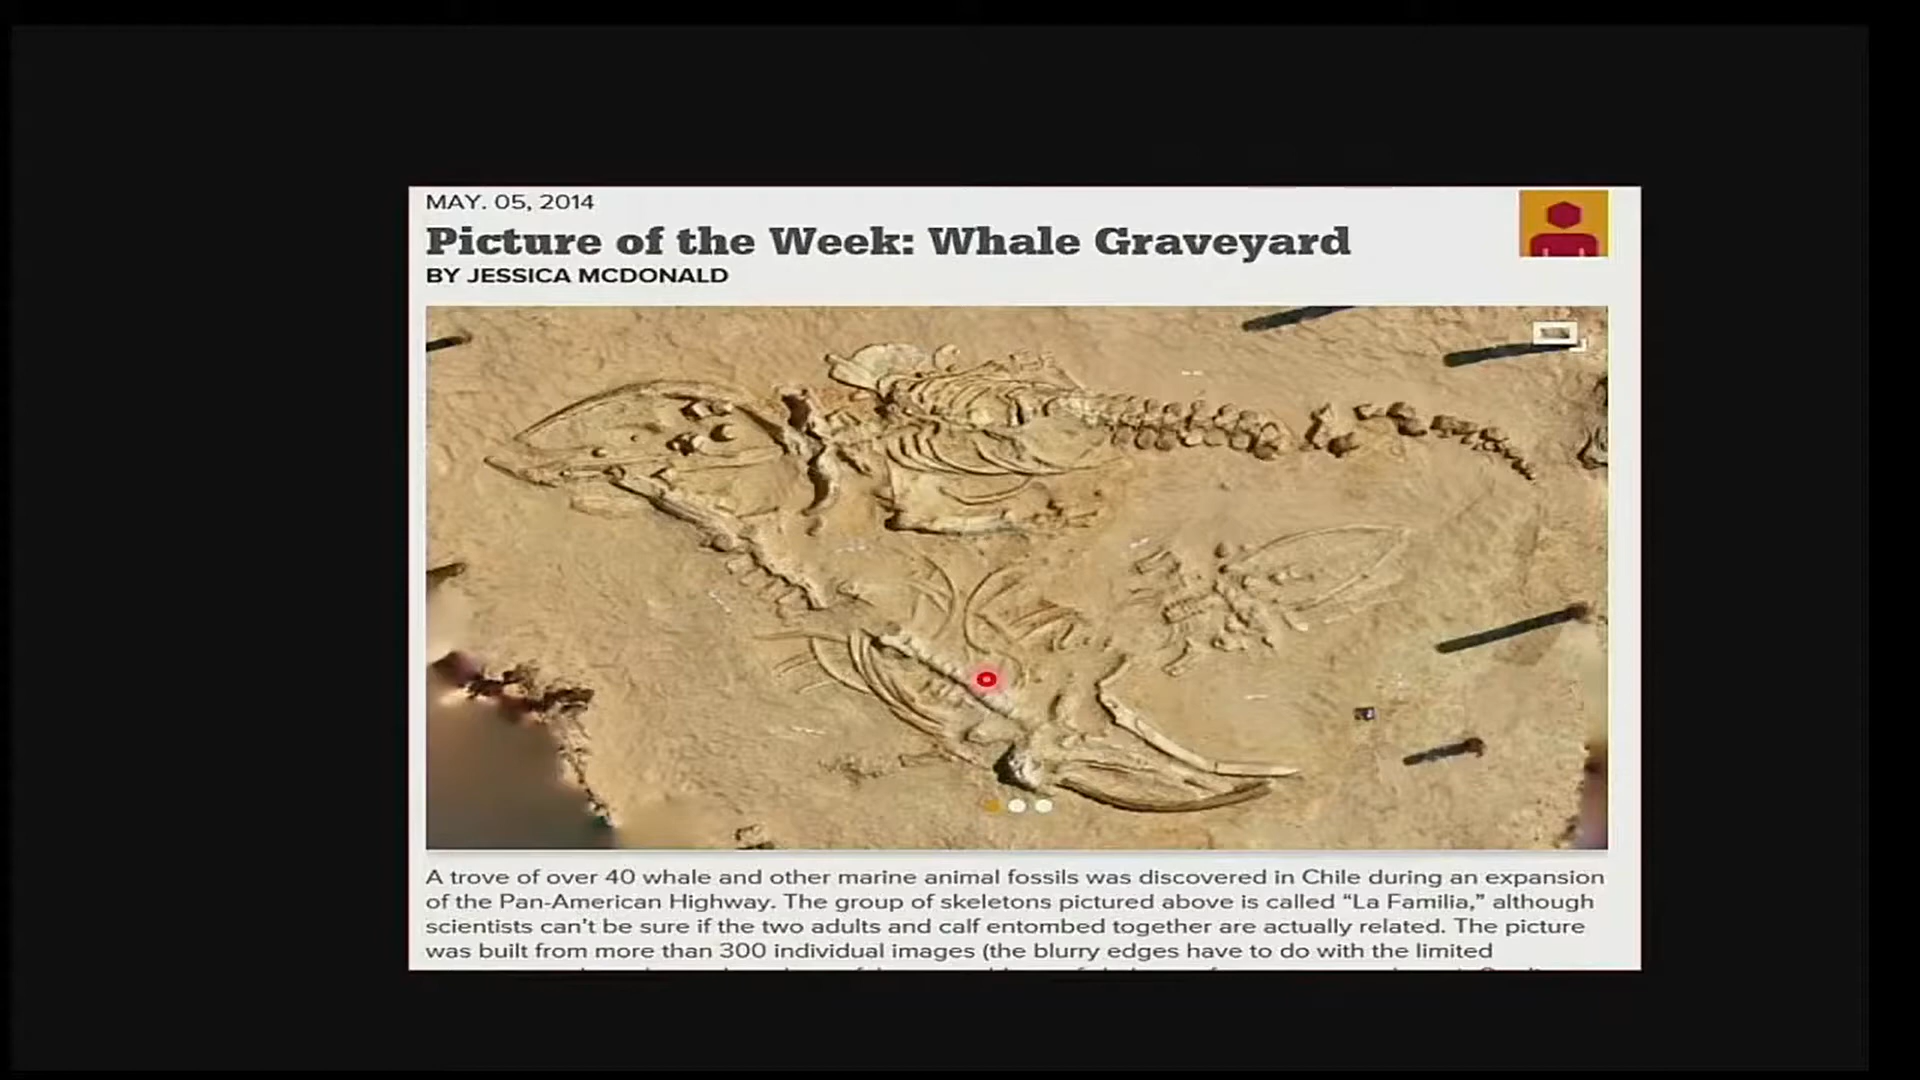 MAY. 05, 2014
Picture of the Week: Whale Graveyard
BY JESSICA MCDONALD
A trove of over 40 whale and other marine animal fossils was discovered in Chile during an expansion
of the Pan-American Highway. The group of skeletons pictured above is called “La Familia,” although
scientists can't be sure if the two adults and calf entombed together are actually related. The picture
was built from more than 300 individual images (the blurry edges have to do with the limited